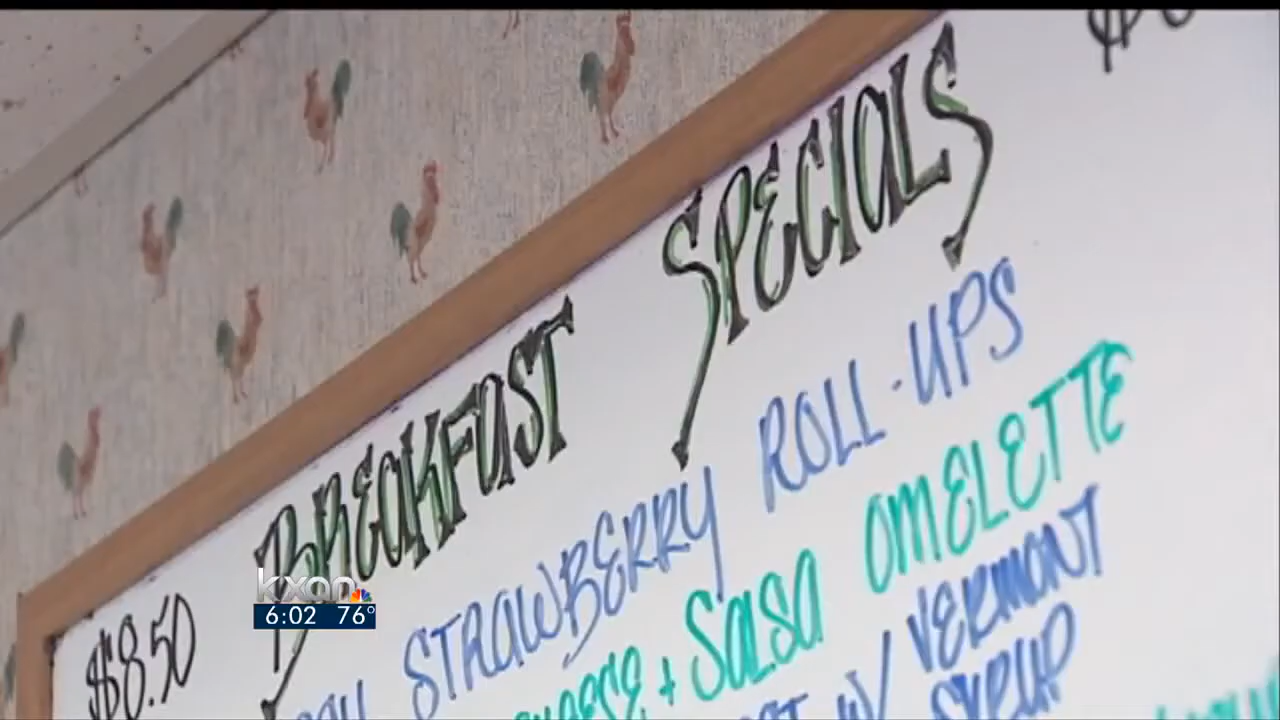 BREAKFAST SPECIALS
$8.50
STRAWBERRY ROLL-UPS
+ SALSA OMELETTE
W/ VERMONT
SYRUP
kxan
6:02 76°